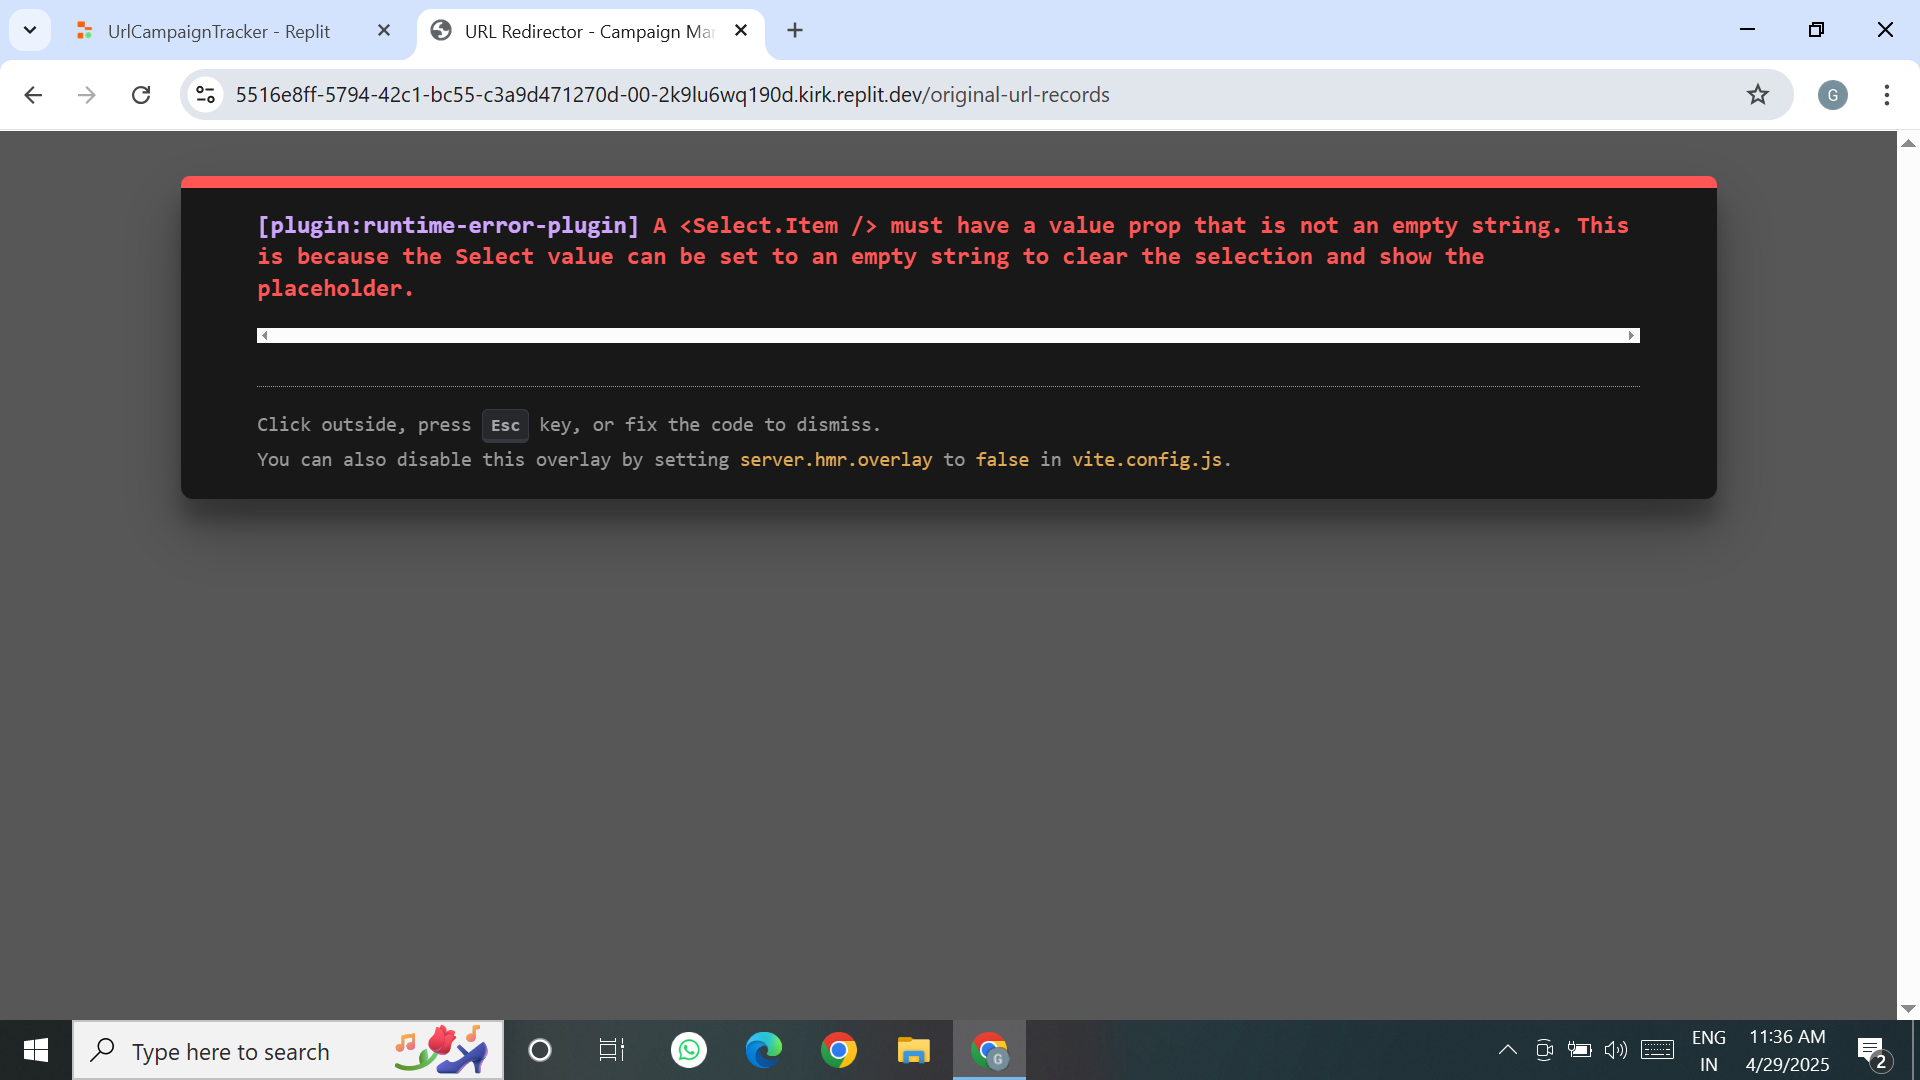 UrlCampaignTracker - Replit
URL Redirector - Campaign Ma
5516e8ff-5794-42c1-bc55-c3a9d471270d-00-2k9lu6wq190d.kirk.replit.dev/original-url-records
G
[plugin:runtime-error-plugin] A <Select.Item /> must have a value prop that is not an empty string. This
is because the Select value can be set to an empty string to clear the selection and show the
placeholder.
Click outside, press Esc key, or fix the code to dismiss.
You can also disable this overlay by setting server.hmr.overlay to false in vite.config.js.
Type here to search
G
ENG
IN
11:36 AM
4/29/2025
2